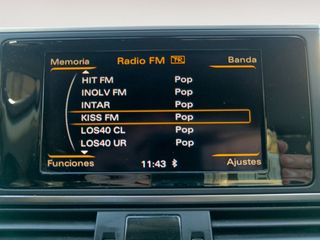 Memoria Radio FM TP Banda
HIT FM Pop
INOLV FM Pop
INTAR Pop
KISS FM Pop
LOS40 CL Pop
LOS40 UR Pop
Funciones 11:43 Ajustes